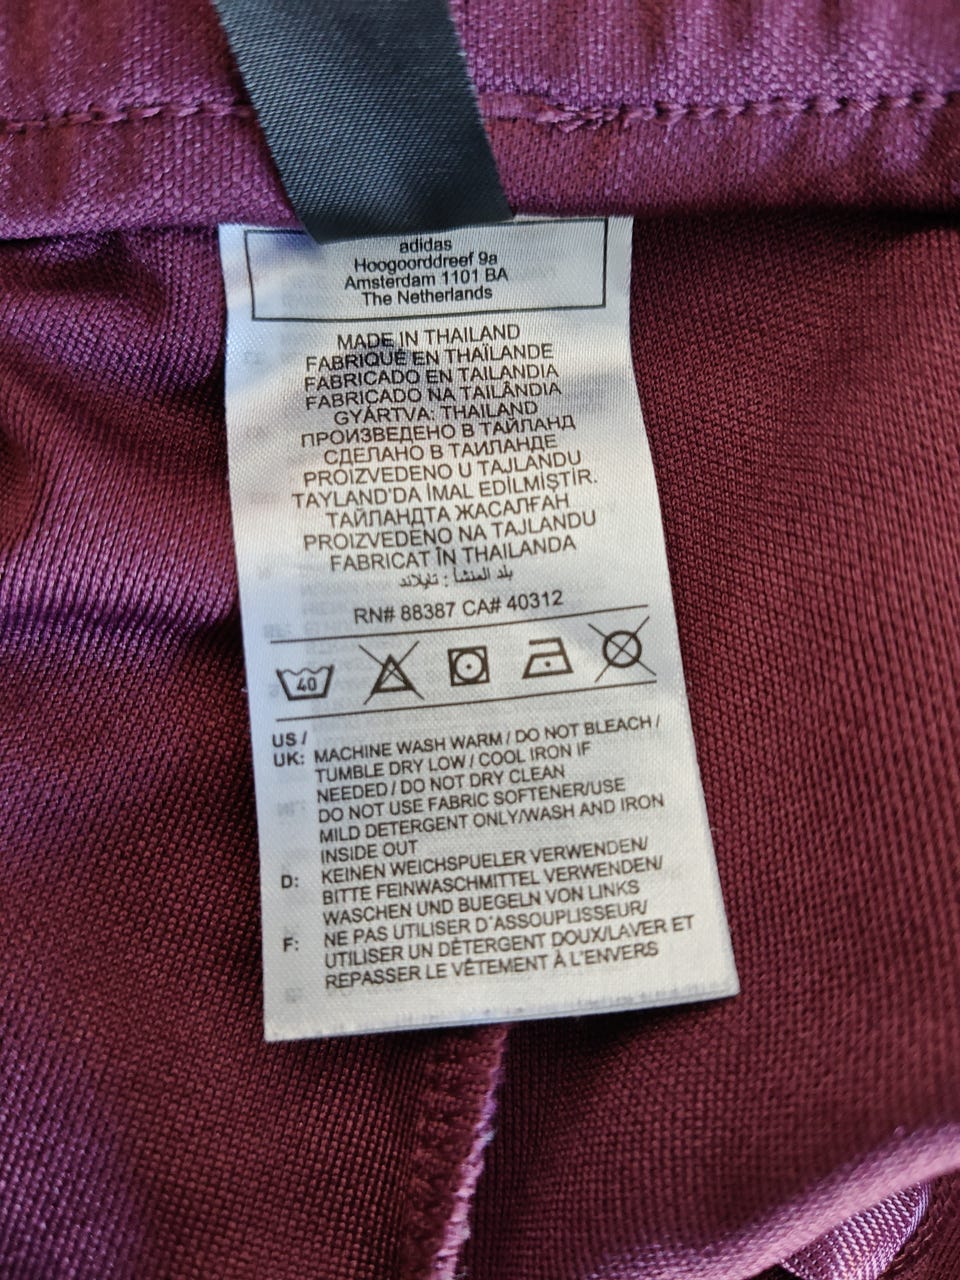 adidas
Hoogoorddreef 9a
Amsterdam 1101 BA
The Netherlands
MADE IN THAILAND
FABRIQUÉ EN THAÏLANDE
FABRICADO EN TAILANDIA
FABRICADO NA TAILÂNDIA
GYÁRTVA: THAILAND
ПРОИЗВЕДЕНО В ТАЙЛАНД
СДЕЛАНО В ТАИЛАНДЕ
PROIZVEDENO U TAJLANDU
TAYLAND'DA İMAL EDİLMİŞTİR.
ТАЙЛАНДТА ЖАСАЛҒАН
PROIZVEDENO NA TAJLANDU
FABRICAT ÎN THAILANDA
بلد المنشأ : تايلاند
RN# 88387 CA# 40312
40
US /
UK: MACHINE WASH WARM / DO NOT BLEACH /
TUMBLE DRY LOW / COOL IRON IF
NEEDED / DO NOT DRY CLEAN
DO NOT USE FABRIC SOFTENER/USE
MILD DETERGENT ONLY/WASH AND IRON
INSIDE OUT
D: KEINEN WEICHSPUELER VERWENDEN/
BITTE FEINWASCHMITTEL VERWENDEN/
WASCHEN UND BUEGELN VON LINKS
F: NE PAS UTILISER D'ASSOUPLISSEUR/
UTILISER UN DÉTERGENT DOUX/LAVER ET
REPASSER LE VÊTEMENT À L'ENVERS